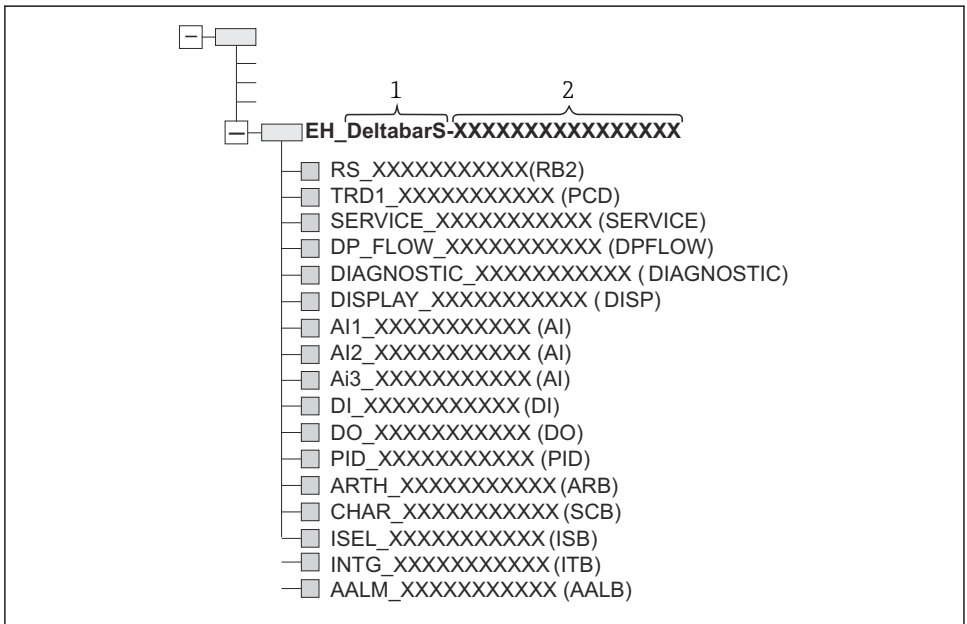 1 2
EH_DeltabarS-XXXXXXXXXXXXXXXX
RS_XXXXXXXXXXX(RB2)
TRD1_XXXXXXXXXXX (PCD)
SERVICE_XXXXXXXXXXX (SERVICE)
DP_FLOW_XXXXXXXXXXX (DPFLOW)
DIAGNOSTIC_XXXXXXXXXXX ( DIAGNOSTIC)
DISPLAY_XXXXXXXXXXX ( DISP)
AI1_XXXXXXXXXXX (AI)
AI2_XXXXXXXXXXX (AI)
Ai3_XXXXXXXXXXX (AI)
DI_XXXXXXXXXXX (DI)
DO_XXXXXXXXXXX (DO)
PID_XXXXXXXXXXX (PID)
ARTH_XXXXXXXXXXX (ARB)
CHAR_XXXXXXXXXXX (SCB)
ISEL_XXXXXXXXXXX (ISB)
INTG_XXXXXXXXXXX (ITB)
AALM_XXXXXXXXXXX (AALB)